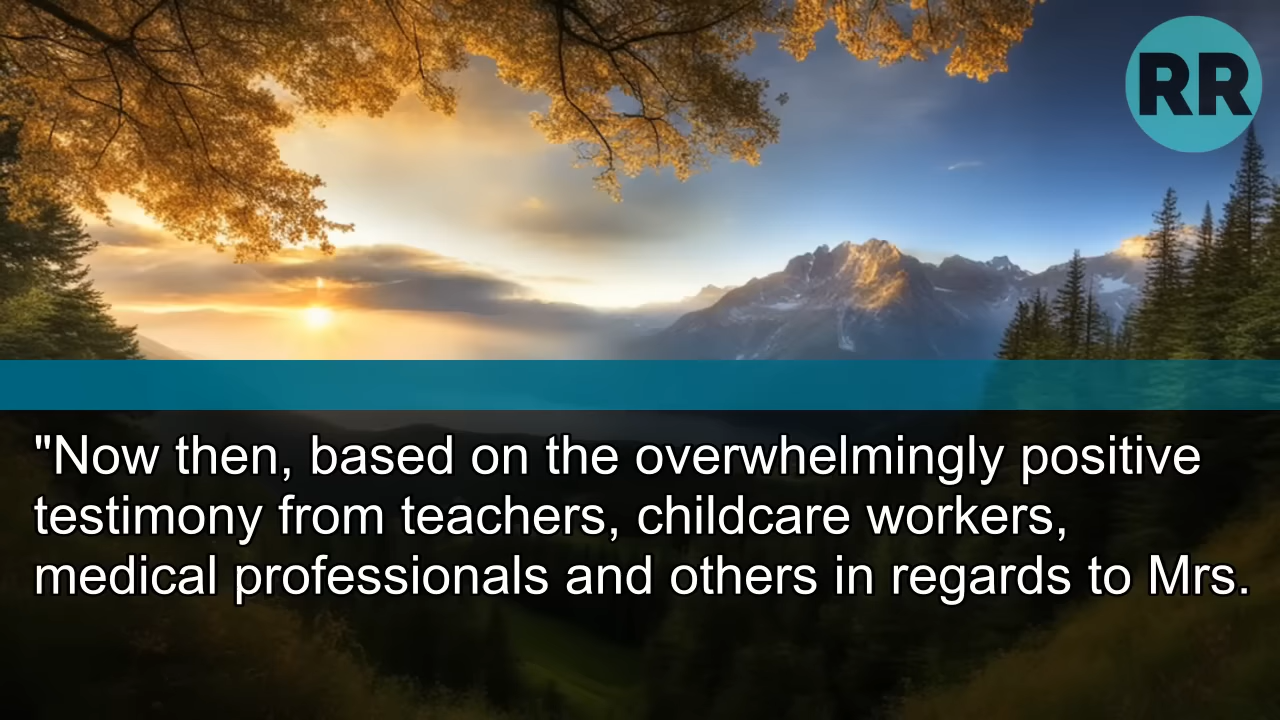 RR
"Now then, based on the overwhelmingly positive
testimony from teachers, childcare workers,
medical professionals and others in regards to Mrs.